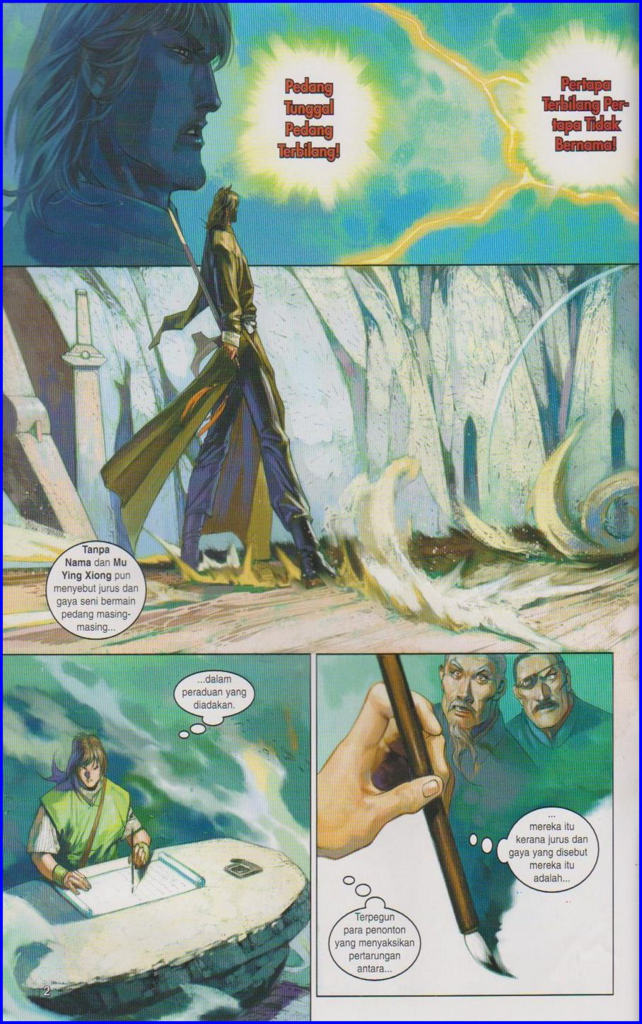 Pedang
Tunggal
Pedang
Terbilang!
Pertapa
Terbilang Per-
tapa Tidak
Bernama!
Tanpa
Nama dan Mu
Ying Xiong pun
menyebut jurus dan
gaya seni bermain
pedang masing-
masing...
...dalam
peraduan yang
diadakan.
Terpegun
para penonton
yang menyaksikan
pertarungan
antara...
...
mereka itu
kerana jurus dan
gaya yang disebut
mereka itu
adalah...
2